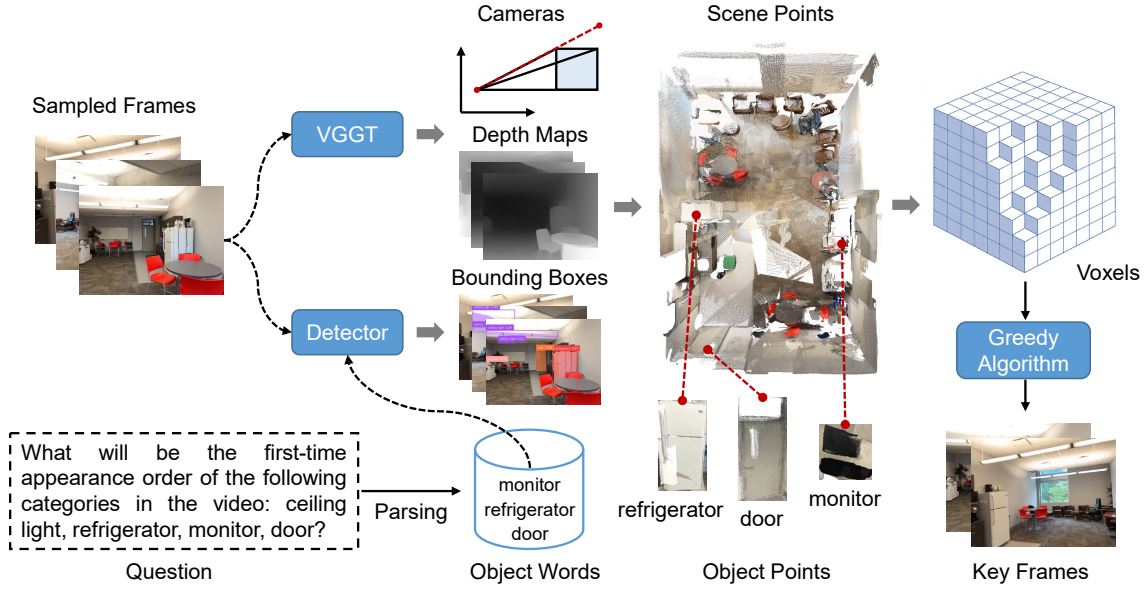 Cameras
Scene Points
Sampled Frames
VGGT
Depth Maps
Bounding Boxes
Voxels
Detector
Greedy
Algorithm
What will be the first-time
appearance order of the following
categories in the video: ceiling
light, refrigerator, monitor, door?
Parsing
monitor
refrigerator
door
refrigerator
door
monitor
Question
Object Words
Object Points
Key Frames